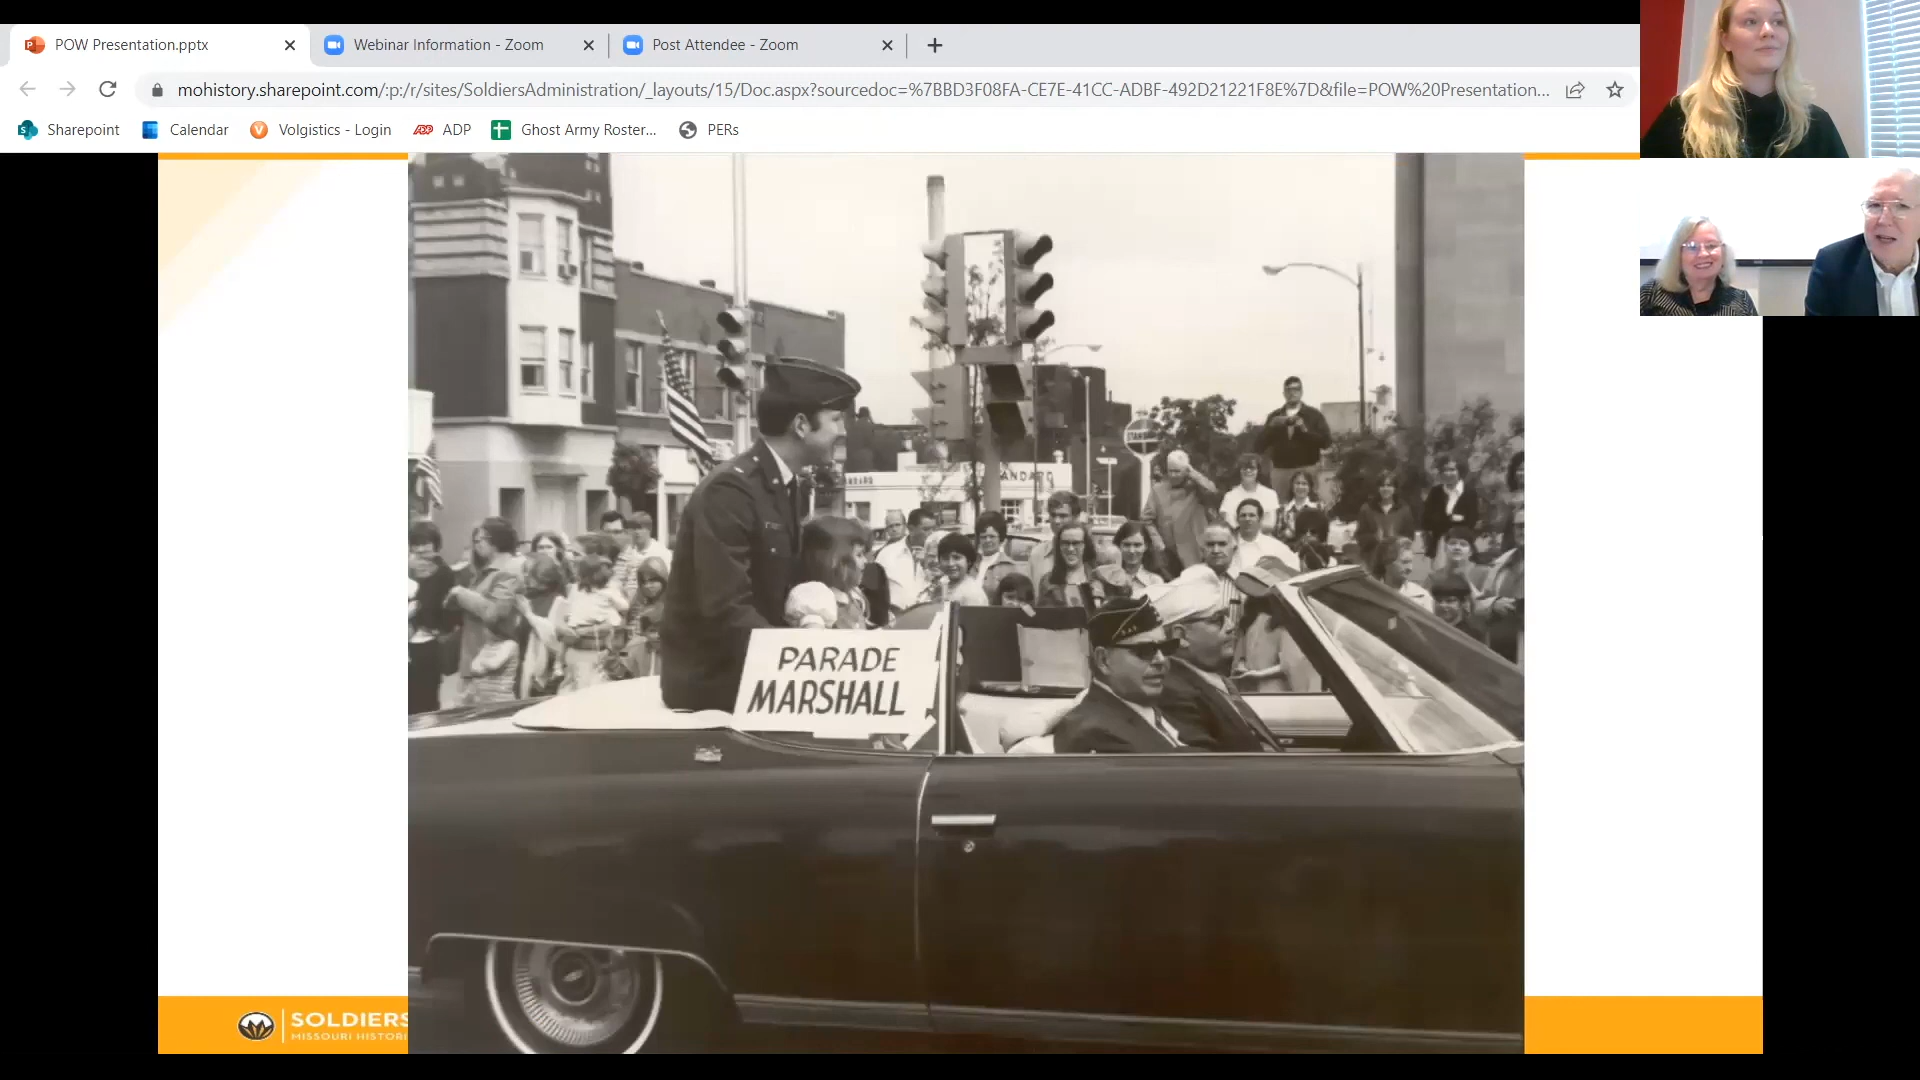 POW Presentation.pptx
Webinar Information - Zoom
Post Attendee - Zoom
mohistory.sharepoint.com/:p:/r/sites/SoldiersAdministration/_layouts/15/Doc.aspx?sourcedoc=%7BBD3F08FA-CE7E-41CC-ADBF-492D21221F8E%7D&file=POW%20Presentation...
Sharepoint
Calendar
Volgistics - Login
ADP
Ghost Army Roster...
PERs
PARADE
MARSHALL
SOLDIERS
MISSOURI HISTORI